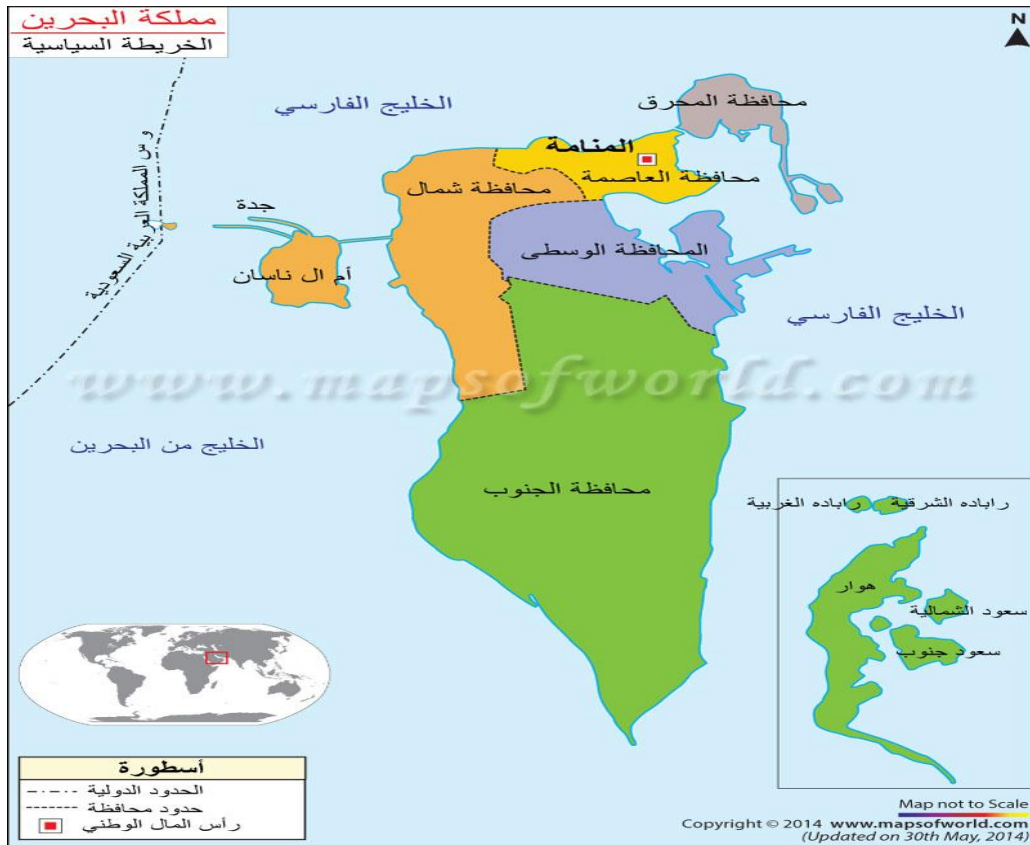 مملكة البحرين
الخريطة السياسية
N
الخليج الفارسي
محافظة المحرق
المنامة
محافظة العاصمة
محافظة شمال
جدة
و س المملكة العربية السعودية
المحافظة الوسطى
أم ال ناسان
الخليج الفارسي
www.mapsofworld.com
الخليج من البحرين
محافظة الجنوب
راباده الغربية
راباده الشرقية
هوار
سعود الشمالية
سعود جنوب
أسطورة
الحدود الدولية
حدود محافظة
رأس المال الوطني
Map not to Scale
Copyright © 2014 www.mapsofworld.com
(Updated on 30th May, 2014)